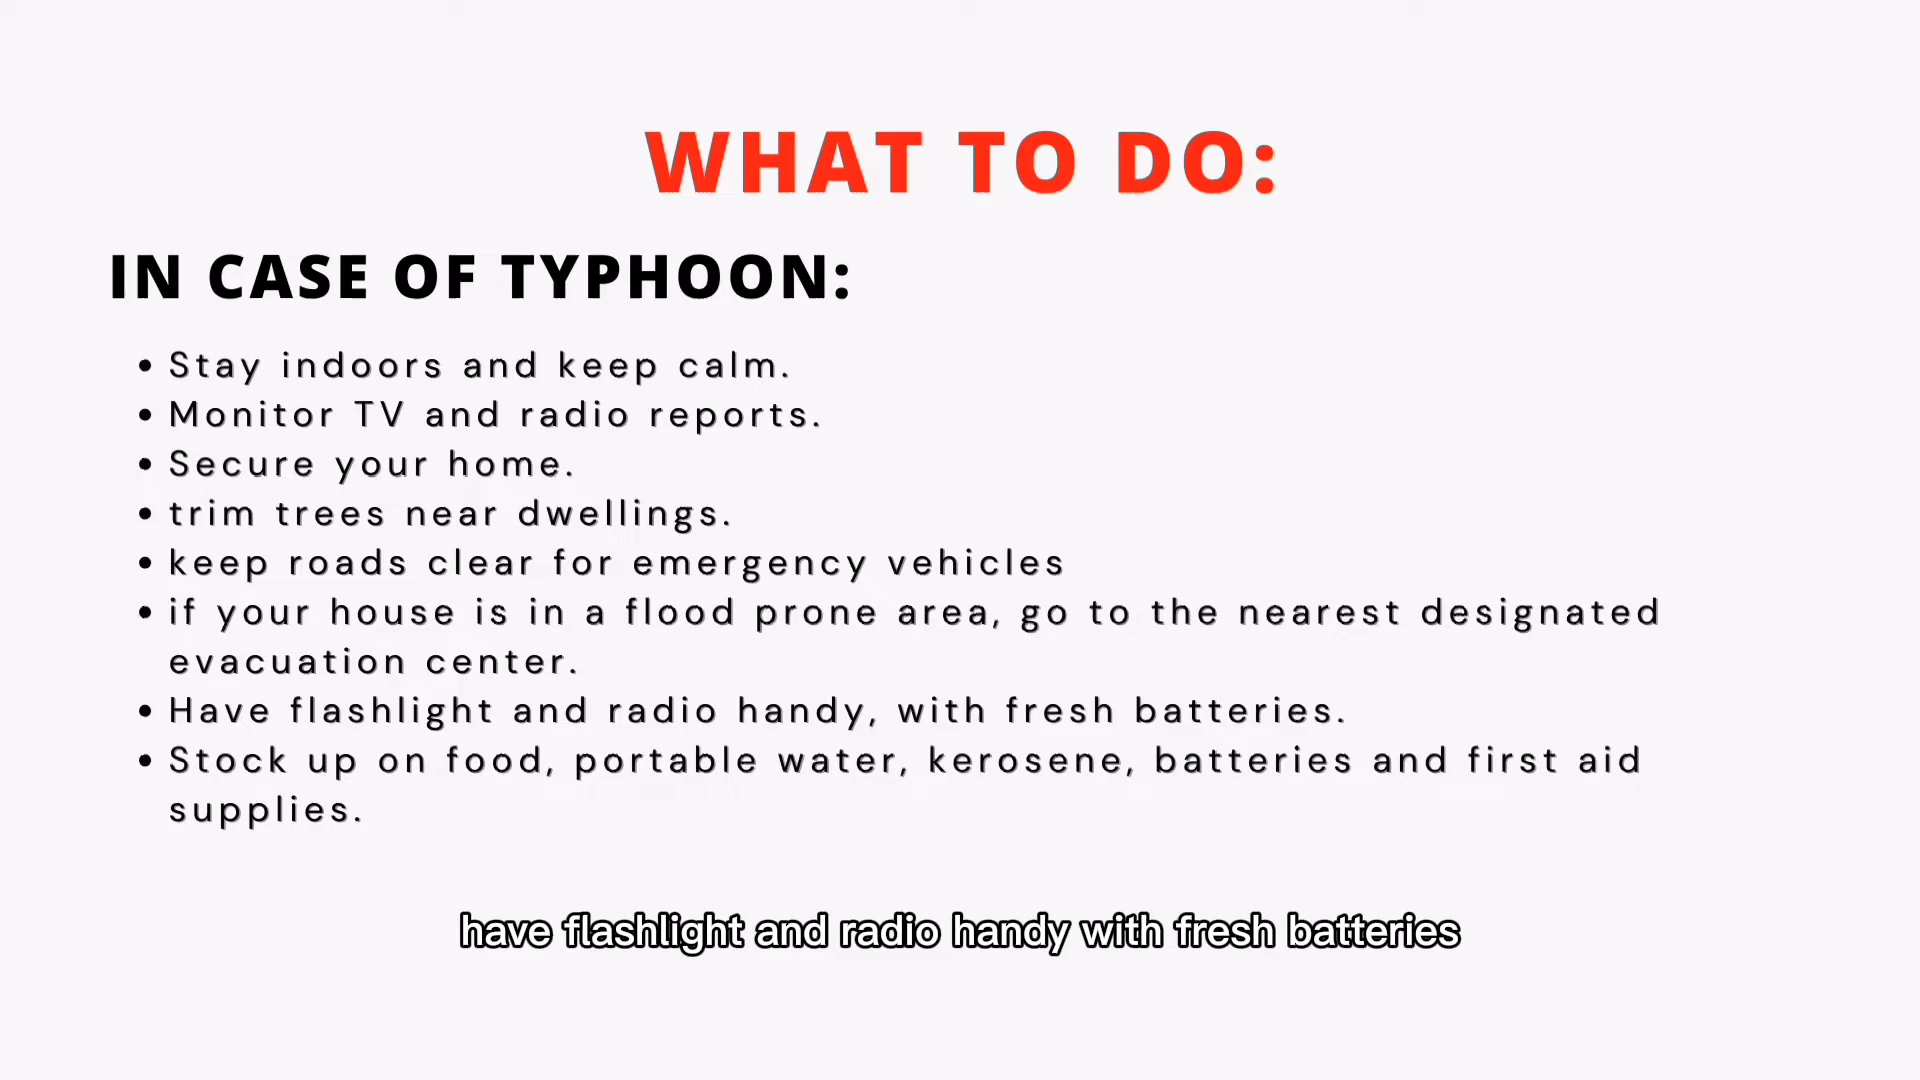 WHAT TO DO:
IN CASE OF TYPHOON:
• Stay indoors and keep calm.
• Monitor TV and radio reports.
• Secure your home.
• trim trees near dwellings.
• keep roads clear for emergency vehicles
• if your house is in a flood prone area, go to the nearest designated
evacuation center.
• Have flashlight and radio handy, with fresh batteries.
• Stock up on food, portable water, kerosene, batteries and first aid
supplies.
have flashlight and radio handy with fresh batteries